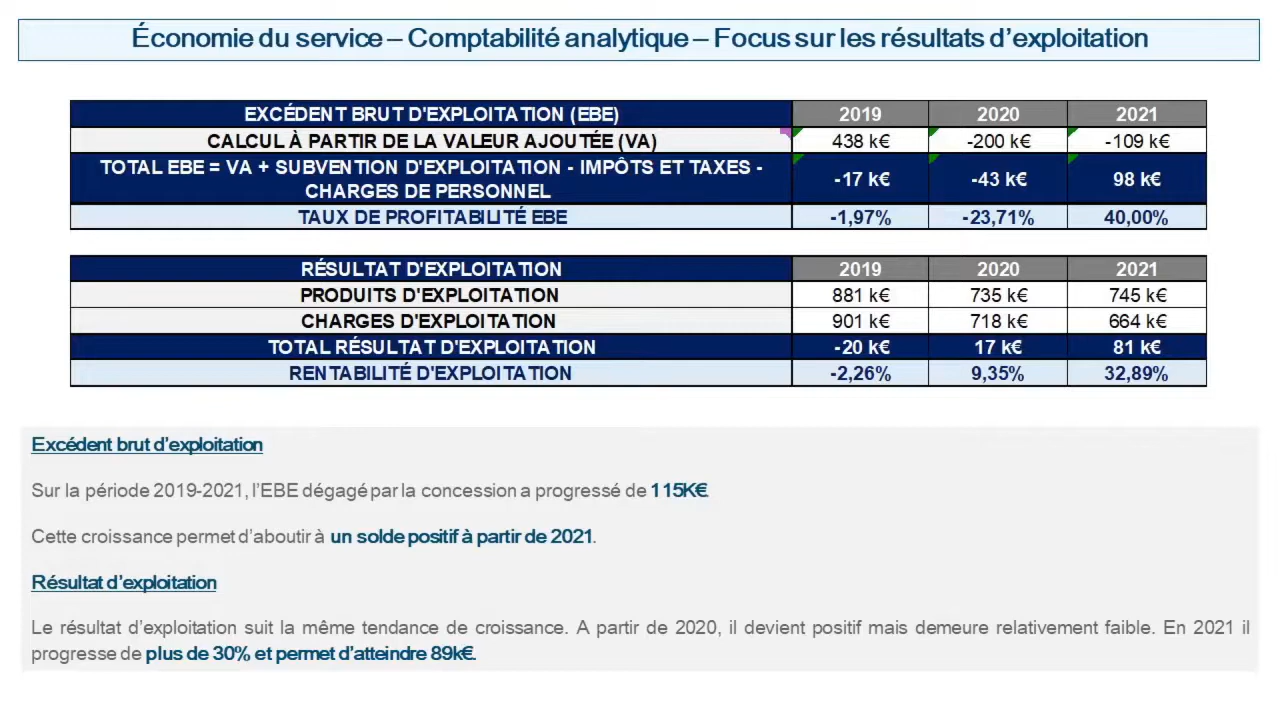 Économie du service – Comptabilité analytique – Focus sur les résultats d’exploitation
EXCÉDENT BRUT D'EXPLOITATION (EBE) 2019 2020 2021
CALCUL À PARTIR DE LA VALEUR AJOUTÉE (VA) 438 k€ -200 k€ -109 k€
TOTAL EBE = VA + SUBVENTION D'EXPLOITATION - IMPÔTS ET TAXES -
CHARGES DE PERSONNEL -17 k€ -43 k€ 98 k€
TAUX DE PROFITABILITÉ EBE -1,97% -23,71% 40,00%
RÉSULTAT D'EXPLOITATION 2019 2020 2021
PRODUITS D'EXPLOITATION 881 k€ 735 k€ 745 k€
CHARGES D'EXPLOITATION 901 k€ 718 k€ 664 k€
TOTAL RÉSULTAT D'EXPLOITATION -20 k€ 17 k€ 81 k€
RENTABILITÉ D'EXPLOITATION -2,26% 9,35% 32,89%
Excédent brut d’exploitation
Sur la période 2019-2021, l’EBE dégagé par la concession a progressé de 115K€
Cette croissance permet d’aboutir à un solde positif à partir de 2021.
Résultat d’exploitation
Le résultat d’exploitation suit la même tendance de croissance. A partir de 2020, il devient positif mais demeure relativement faible. En 2021 il
progresse de plus de 30% et permet d’atteindre 89k€.